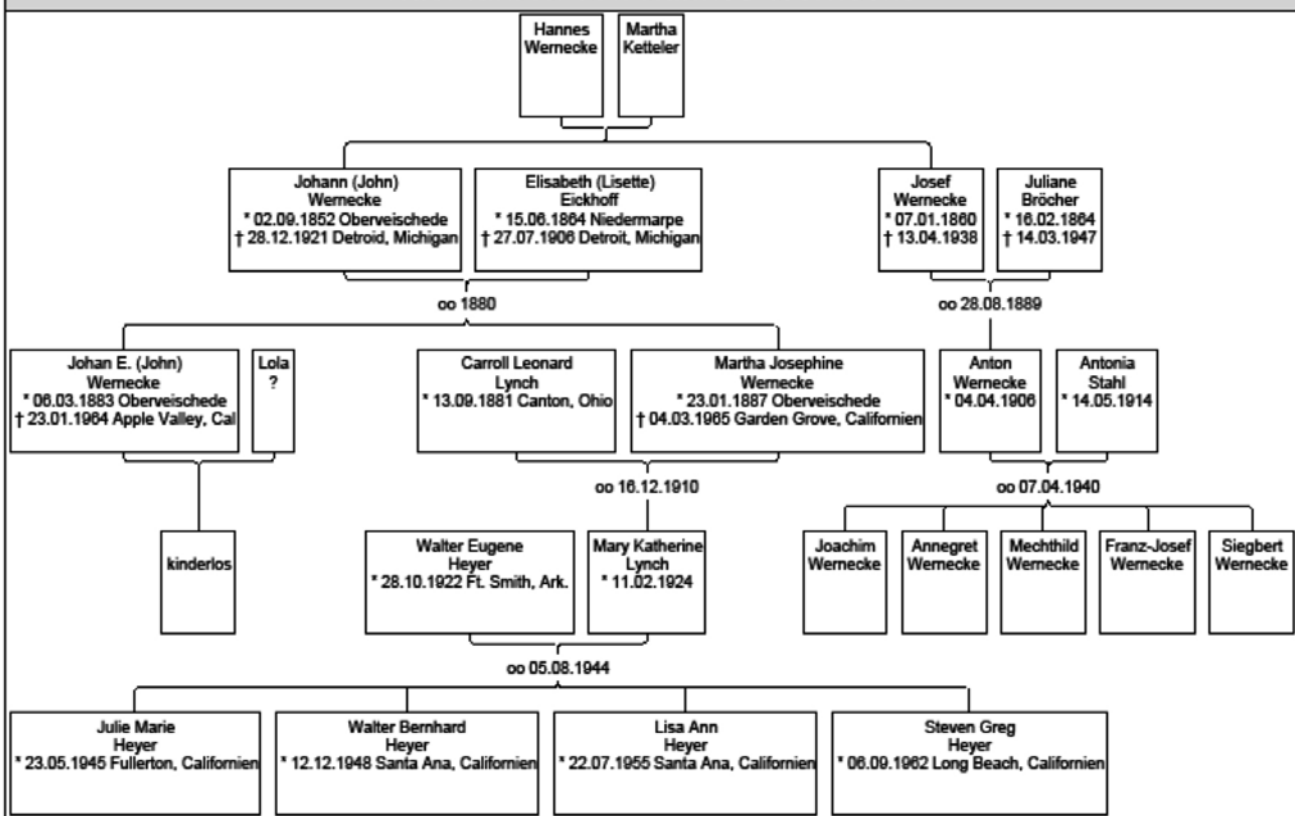 Hannes
Wernecke
Martha
Ketteler
Johann (John)
Wernecke
* 02.09.1852 Oberveischede
† 28.12.1921 Detroid, Michigan
Elisabeth (Lisette)
Eickhoff
* 15.06.1864 Niedermarpe
† 27.07.1906 Detroit, Michigan
Josef
Wernecke
* 07.01.1860
† 13.04.1938
Juliane
Bröcher
* 16.02.1864
† 14.03.1947
oo 1880
oo 28.08.1889
Johan E. (John)
Wernecke
* 06.03.1883 Oberveischede
† 23.01.1964 Apple Valley, Cal
Lola
?
Carroll Leonard
Lynch
* 13.09.1881 Canton, Ohio
Martha Josephine
Wernecke
* 23.01.1887 Oberveischede
† 04.03.1965 Garden Grove, Californien
Anton
Wernecke
* 04.04.1906
Antonia
Stahl
* 14.05.1914
oo 16.12.1910
oo 07.04.1940
kinderlos
Walter Eugene
Heyer
* 28.10.1922 Ft. Smith, Ark.
Mary Katherine
Lynch
* 11.02.1924
Joachim
Wernecke
Annegret
Wernecke
Mechthild
Wernecke
Franz-Josef
Wernecke
Siegbert
Wernecke
oo 05.08.1944
Julie Marie
Heyer
* 23.05.1945 Fullerton, Californien
Walter Bernhard
Heyer
* 12.12.1948 Santa Ana, Californien
Lisa Ann
Heyer
* 22.07.1955 Santa Ana, Californien
Steven Greg
Heyer
* 06.09.1962 Long Beach, Californien